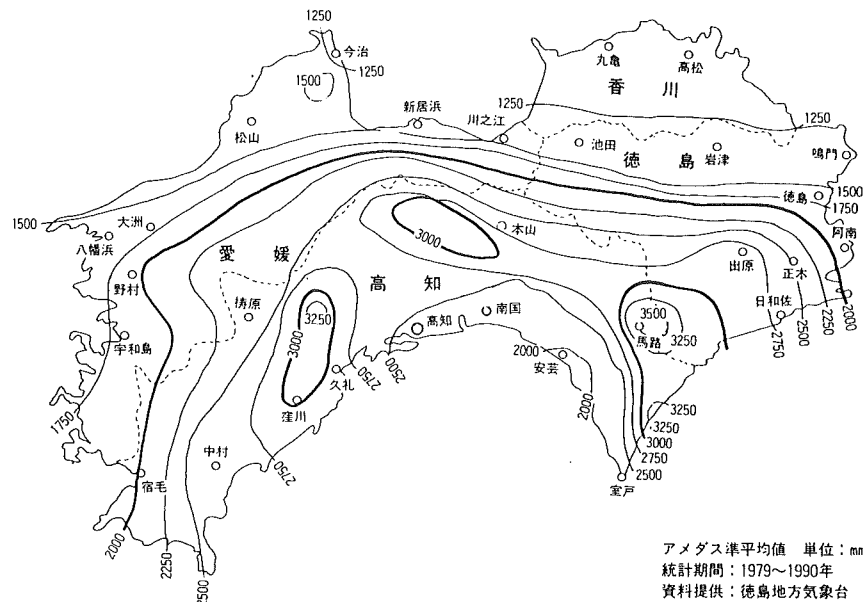 1250
今治
1250
1500
丸亀
高松
香川
新居浜
川之江
1250
1250
松山
池田
徳島
岩津
鳴門
1500
徳島
1750
1500
大洲
八幡浜
愛媛
3000
本山
阿南
出原
正木
野村
高知
檮原
3250
3000
南国
高知
3500
馬路
3250
日和佐
2000
2250
2500
2750
宇和島
2000
安芸
2500
2750
久礼
窪川
2000
1750
3250
3250
3000
2750
2500
中村
2750
宿毛
室戸
2000
2250
2500
アメダス準平均値 単位:mm
統計期間:1979〜1990年
資料提供:徳島地方気象台